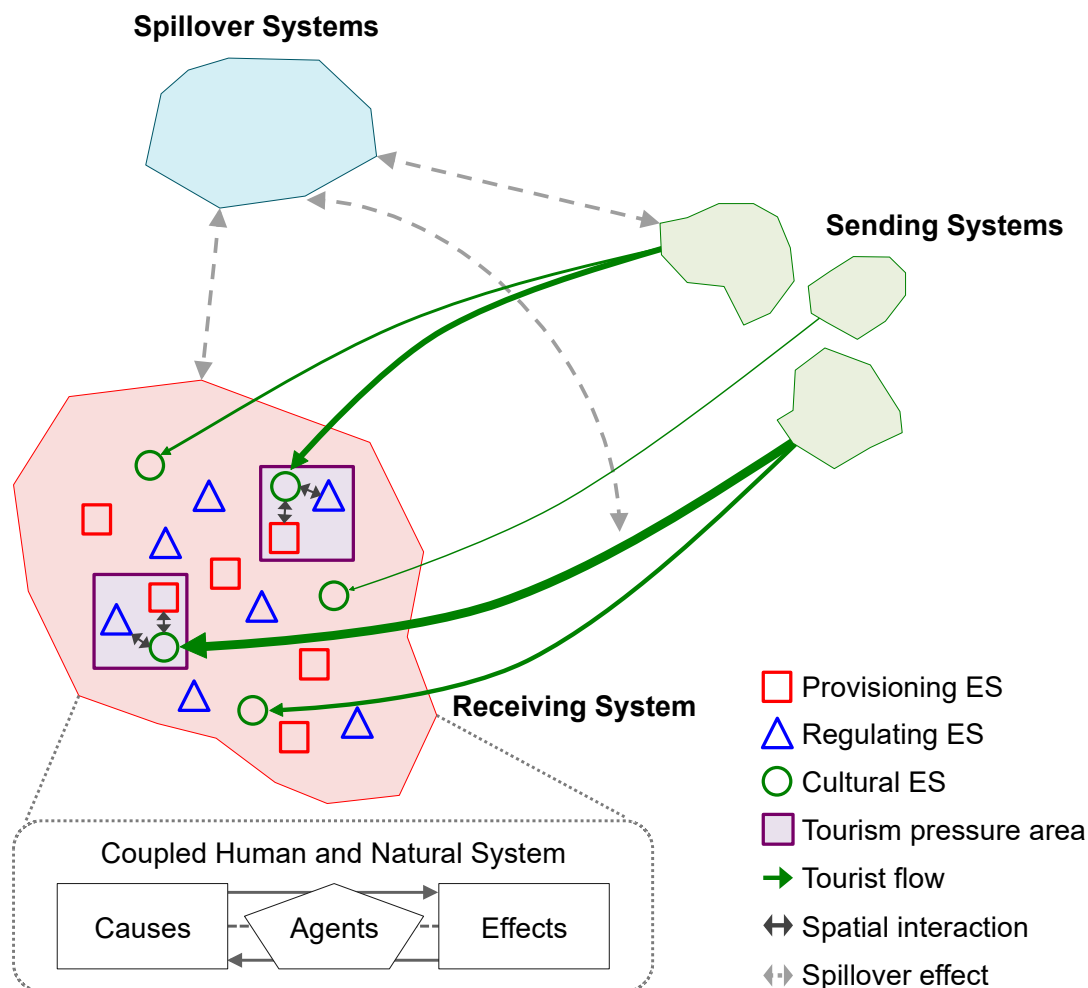 Spillover Systems
Sending Systems
Receiving System
Provisioning ES
Regulating ES
Cultural ES
Tourism pressure area
Tourist flow
Spatial interaction
Spillover effect
Coupled Human and Natural System
Causes
Agents
Effects